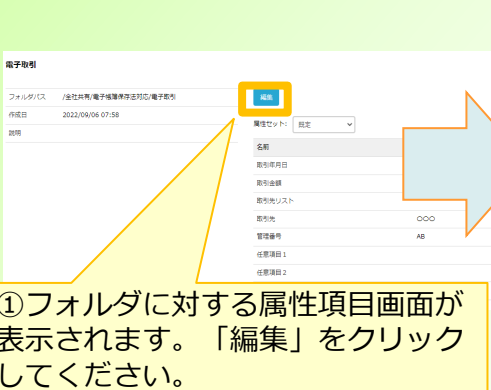 電子取引
フォルダパス /全社共有/電子帳簿保存法対応/電子取引
編集
作成日 2022/09/06 07:58
説明
属性セット: 既定
名前
取引年月日
取引金額
取引先リスト
取引先 〇〇〇
管理番号 AB
任意項目1
任意項目2
①フォルダに対する属性項目画面が
表示されます。「編集」をクリック
してください。